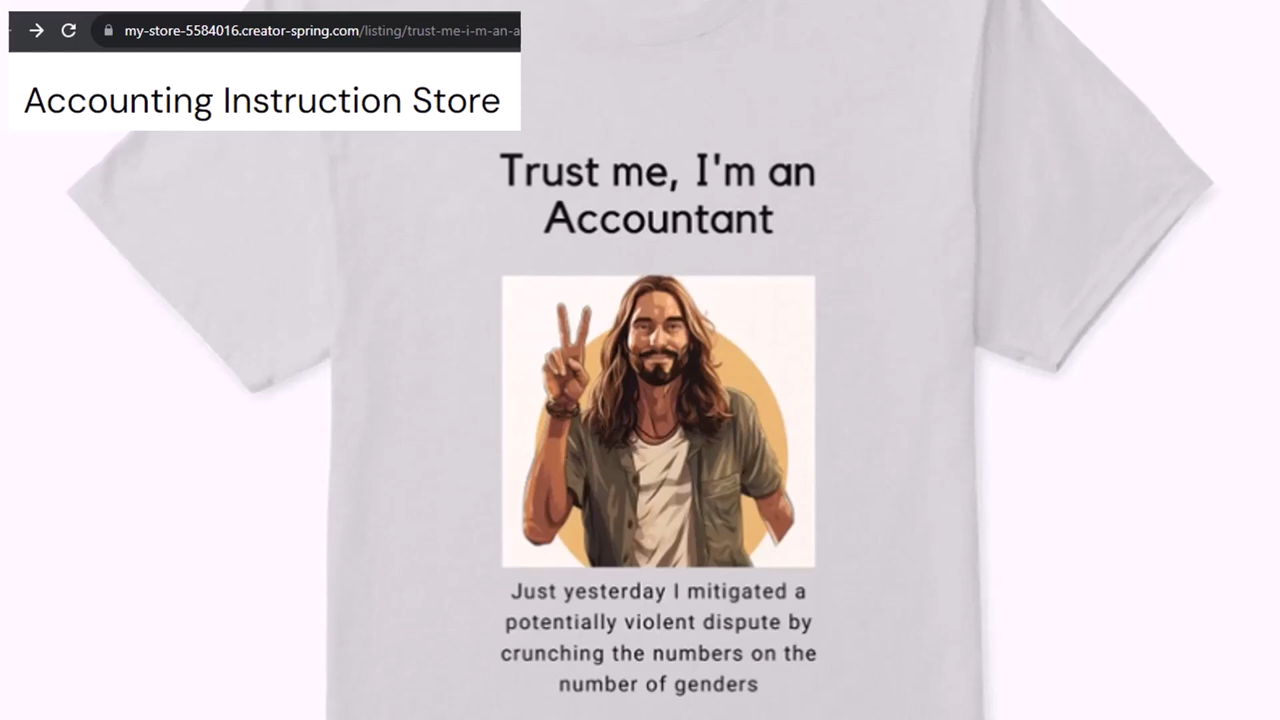 my-store-5584016.creator-spring.com/listing/trust-me-i-m-an-a
Accounting Instruction Store
Trust me, I'm an
Accountant
Just yesterday I mitigated a
potentially violent dispute by
crunching the numbers on the
number of genders